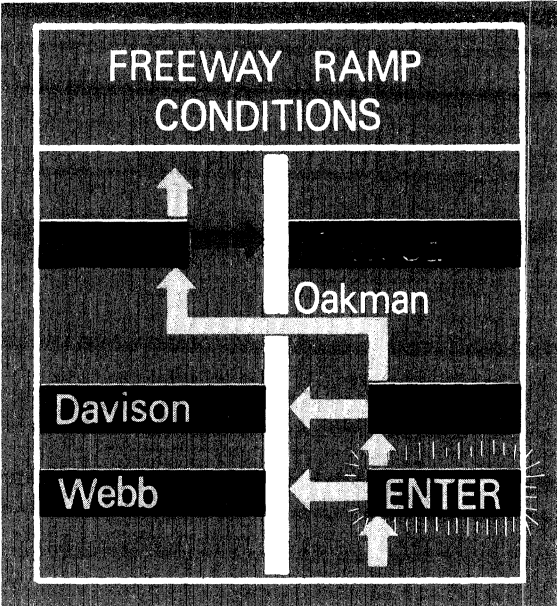 FREEWAY RAMP
CONDITIONS
Oakman
Davison
Webb
ENTER